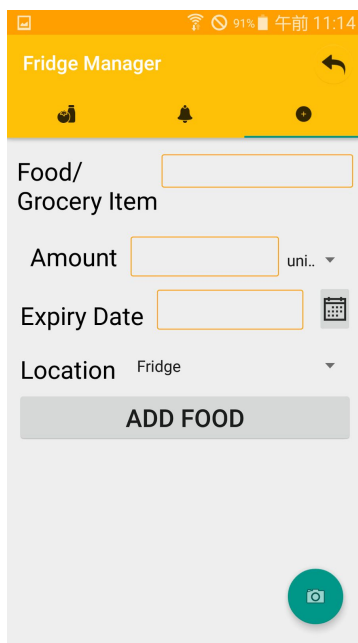 91% 午前 11:14
Fridge Manager
Food/
Grocery Item
Amount
uni..
Expiry Date
Location
Fridge
ADD FOOD